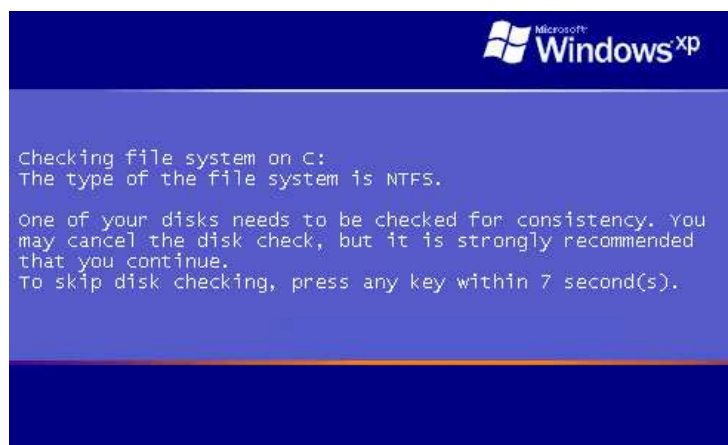 Microsoft
Windows xp
Checking file system on C:
The type of the file system is NTFS.
One of your disks needs to be checked for consistency. You
may cancel the disk check, but it is strongly recommended
that you continue.
To skip disk checking, press any key within 7 second(s).